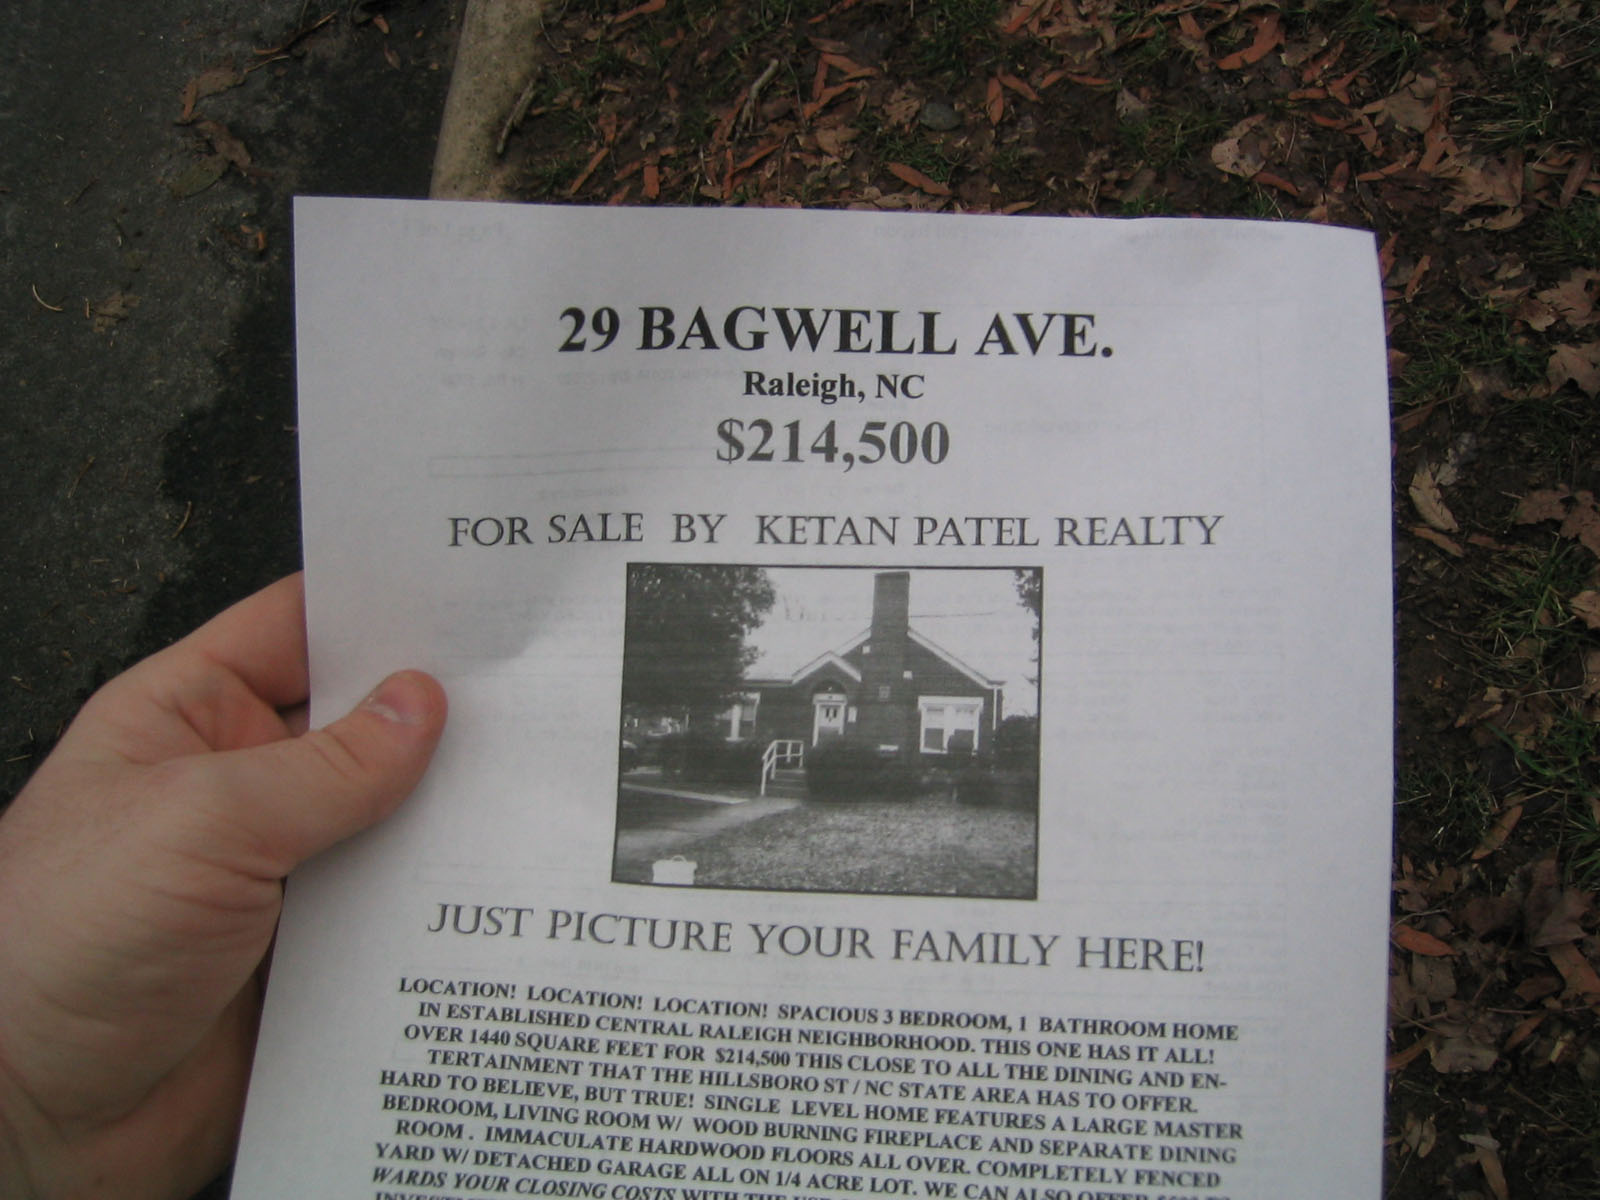 29 BAGWELL AVE.
Raleigh, NC
$214,500
FOR SALE BY KETAN PATEL REALTY
JUST PICTURE YOUR FAMILY HERE!
LOCATION! LOCATION! LOCATION! SPACIOUS 3 BEDROOM, 1 BATHROOM HOME
IN ESTABLISHED CENTRAL RALEIGH NEIGHBORHOOD. THIS ONE HAS IT ALL!
OVER 1440 SQUARE FEET FOR $214,500 THIS CLOSE TO ALL THE DINING AND EN-
TERTAINMENT THAT THE HILLSBORO ST / NC STATE AREA HAS TO OFFER.
HARD TO BELIEVE, BUT TRUE! SINGLE LEVEL HOME FEATURES A LARGE MASTER
BEDROOM, LIVING ROOM W/ WOOD BURNING FIREPLACE AND SEPARATE DINING
ROOM . IMMACULATE HARDWOOD FLOORS ALL OVER. COMPLETELY FENCED
YARD W/ DETACHED GARAGE ALL ON 1/4 ACRE LOT. WE CAN ALSO OFFER
WARDS YOUR CLOSING COSTS WITH THE